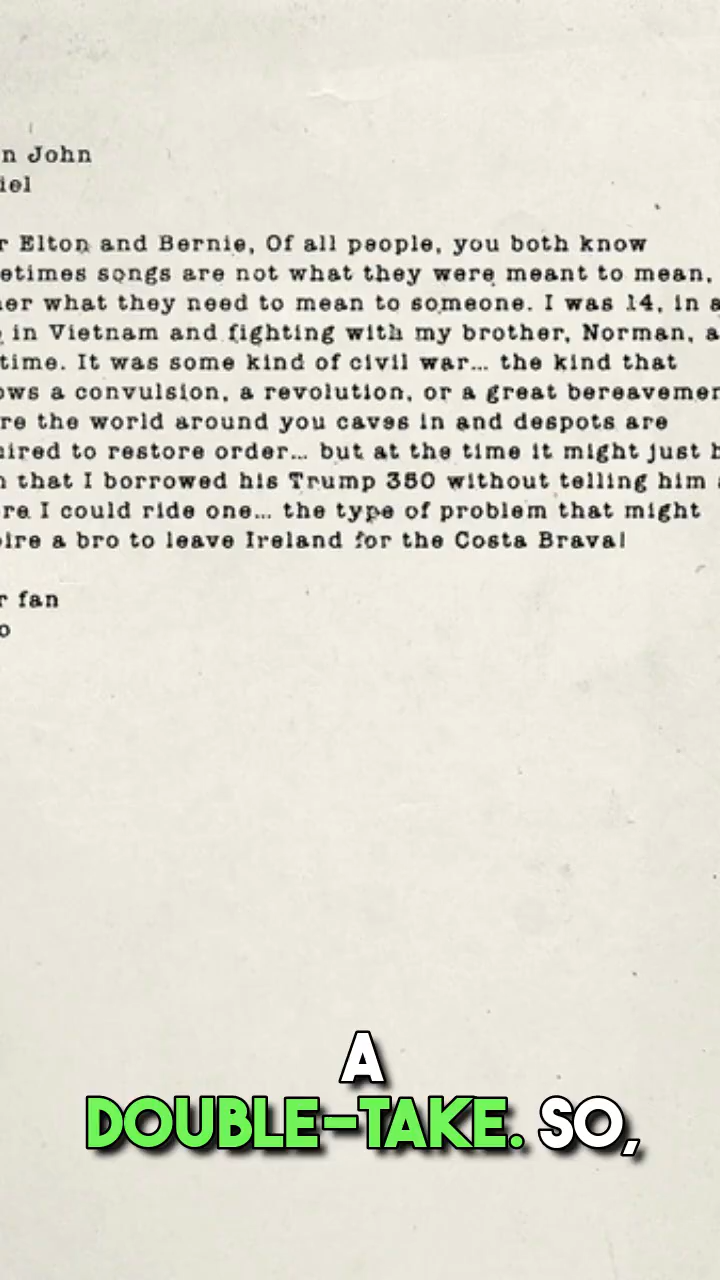 n John
iel
r Elton and Bernie, Of all people, you both know
etimes songs are not what they were meant to mean,
her what they need to mean to someone. I was 14, in a
in Vietnam and fighting with my brother, Norman, a
time. It was some kind of civil war... the kind that
ows a convulsion, a revolution, or a great bereavemen
re the world around you caves in and despots are
uired to restore order... but at the time it might just h
n that I borrowed his Trump 350 without telling him
re I could ride one... the type of problem that might
pire a bro to leave Ireland for the Costa Brava!
r fan
o
A
DOUBLE-TAKE. SO,